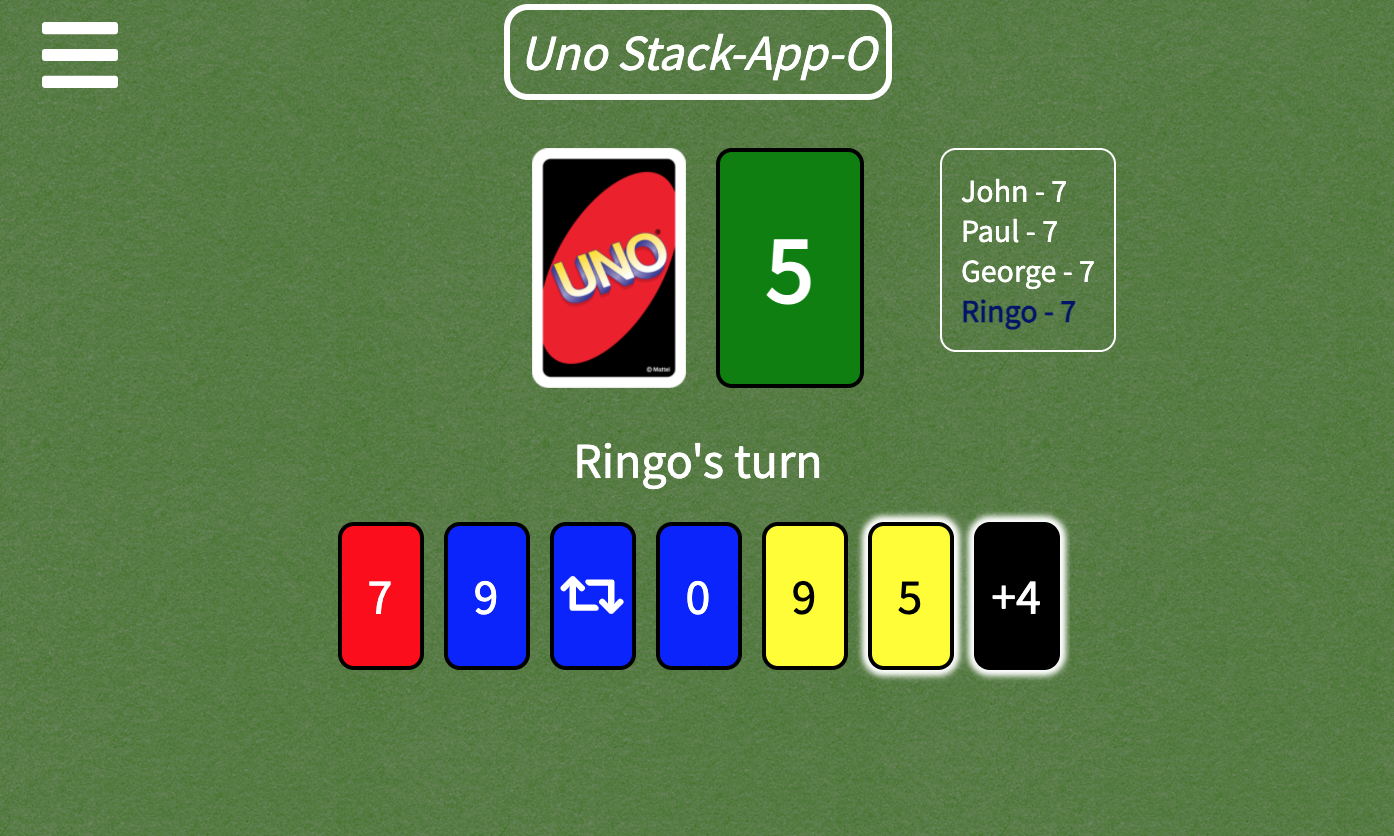 Uno Stack-App-O
UNO
© Mattel
5
John - 7
Paul - 7
George - 7
Ringo - 7
Ringo's turn
7 9 0 9 5 +4